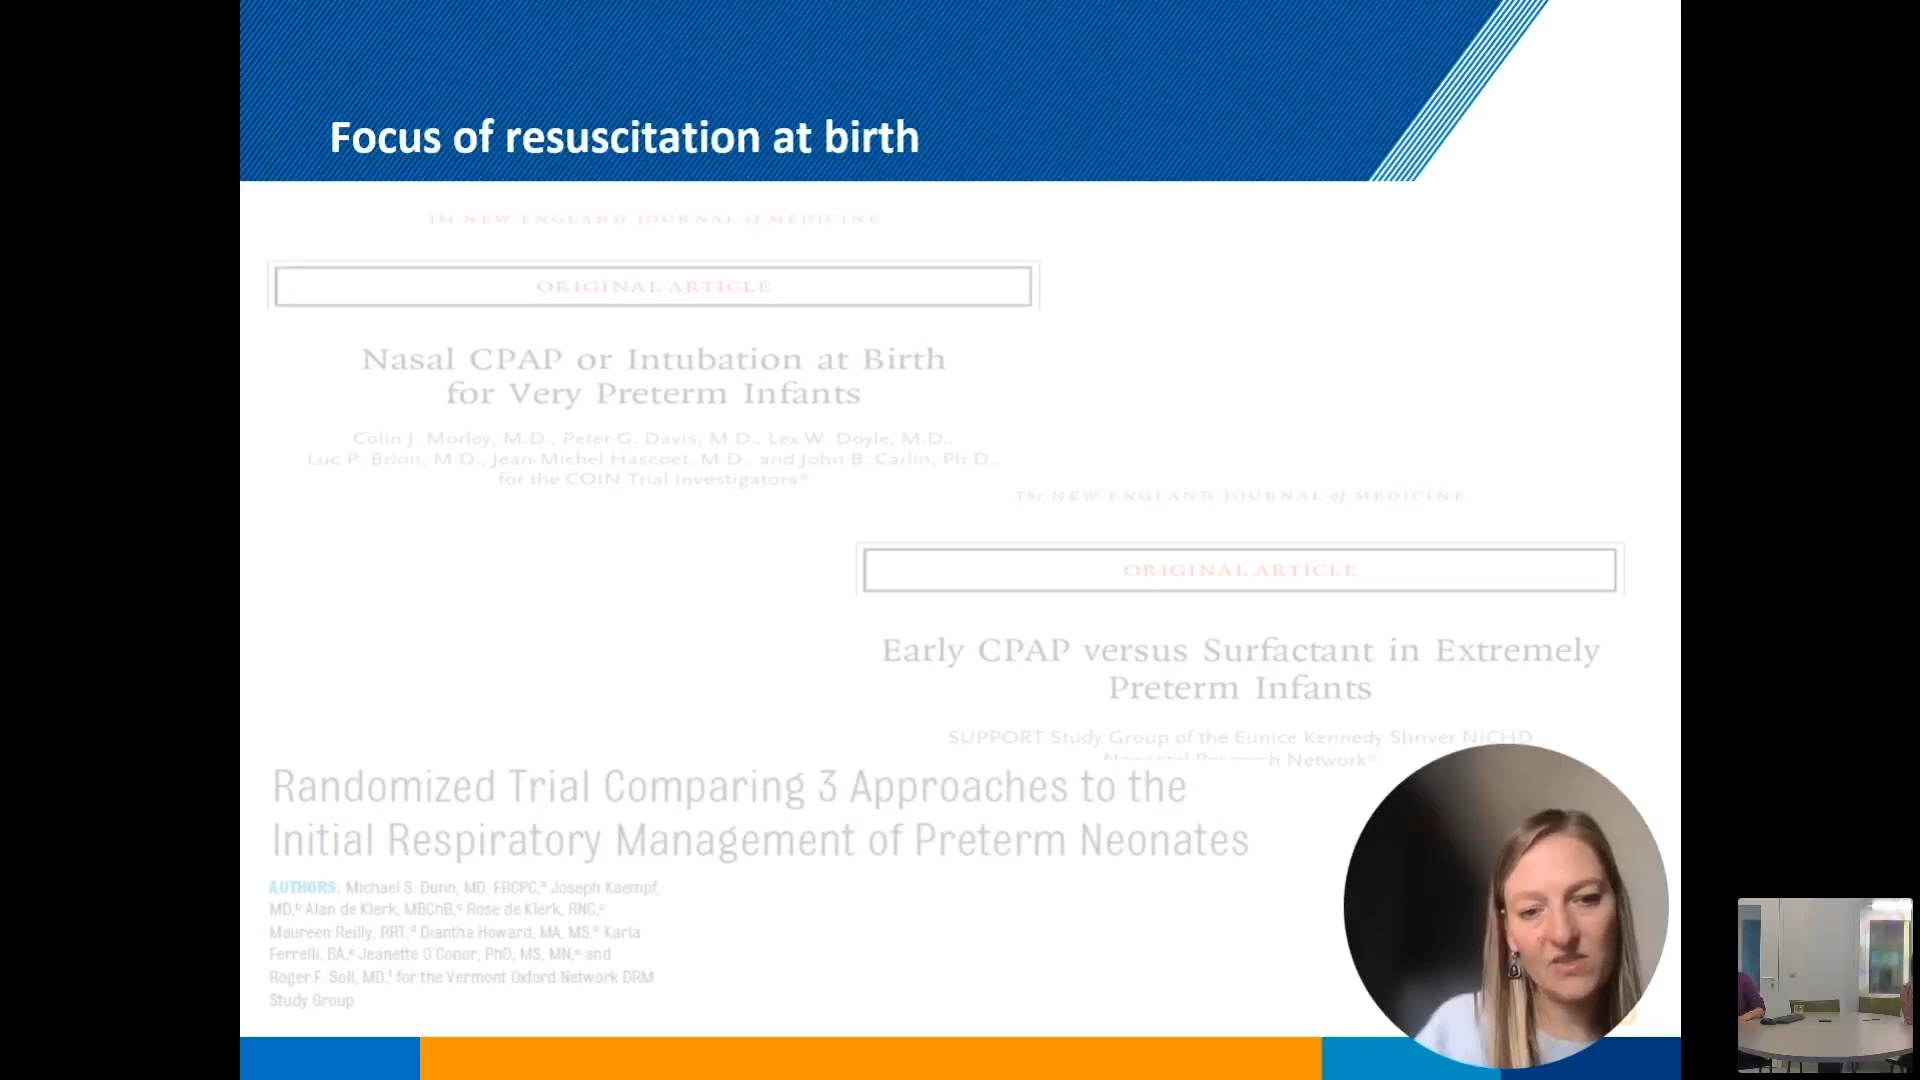 Focus of resuscitation at birth
The NEW ENGLAND JOURNAL of MEDICINE
ORIGINAL ARTICLE
Nasal CPAP or Intubation at Birth
for Very Preterm Infants
Colin J. Morley, M.D., Peter G. Davis, M.D., Lex W. Doyle, M.D.,
Luc P. Brion, M.D., Jean-Michel Hascoet, M.D., and John B. Carlin, Ph.D.,
for the COIN Trial Investigators*
The NEW ENGLAND JOURNAL of MEDICINE
ORIGINAL ARTICLE
Early CPAP versus Surfactant in Extremely
Preterm Infants
SUPPORT Study Group of the Eunice Kennedy Shriver NICHD
Neonatal Research Network*
Randomized Trial Comparing 3 Approaches to the
Initial Respiratory Management of Preterm Neonates
AUTHORS: Michael S. Dunn, MD, FRCPC,ᵃ Joseph Kaempf,
MD,ᵇ Alan de Klerk, MBChB,ᶜ Rose de Klerk, RNC,ᶜ
Maureen Reilly, RRT,ᵈ Diantha Howard, MA, MS,ᵉ Karla
Ferrelli, BA,ᵉ Jeanette O'Conor, PhD, MS, MN,ᵉ and
Roger F. Soll, MD,ᶠ for the Vermont Oxford Network DRM
Study Group